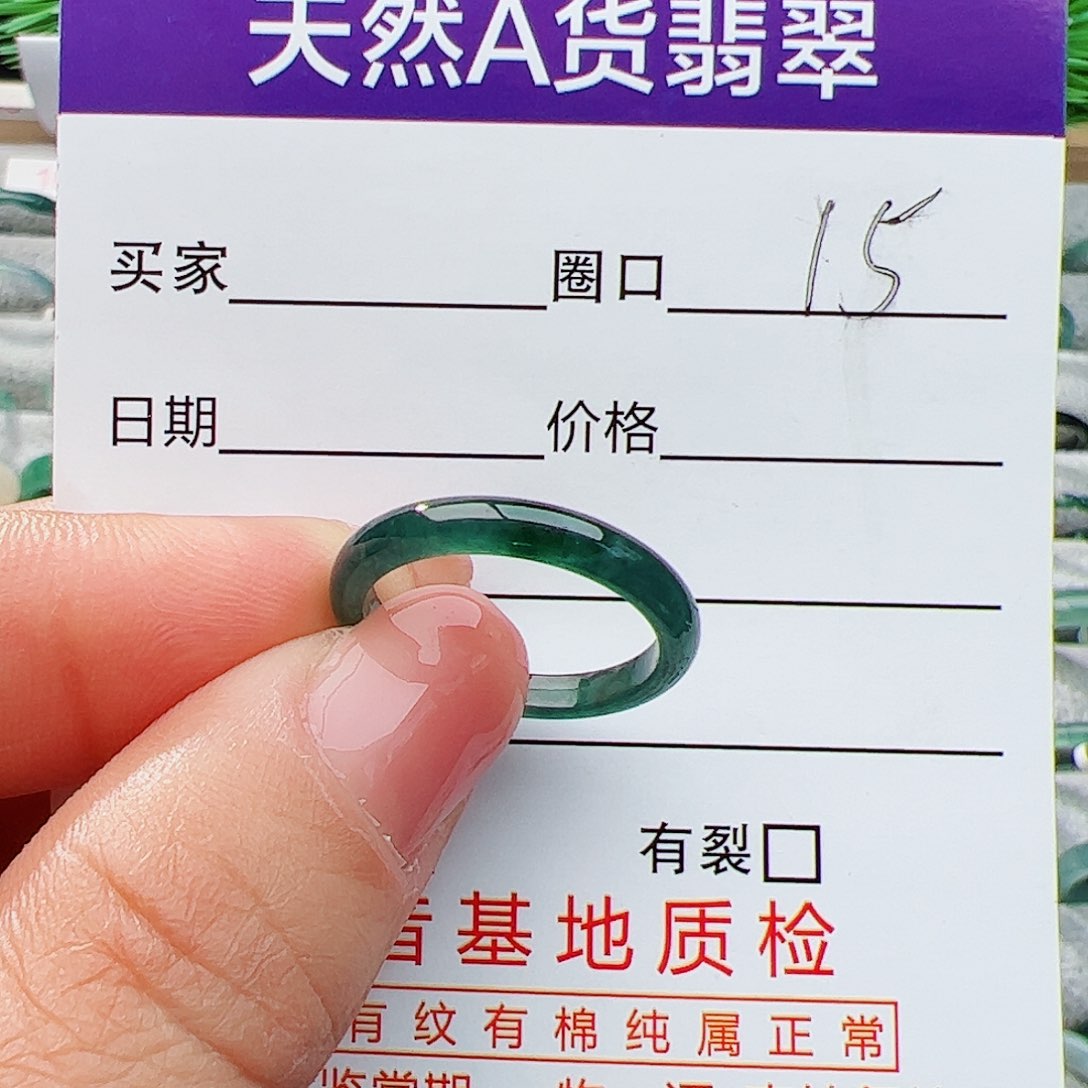 天然A货翡翠
买家 圈口 15
日期 价格
有裂
基地质检
有纹有棉纯属正常